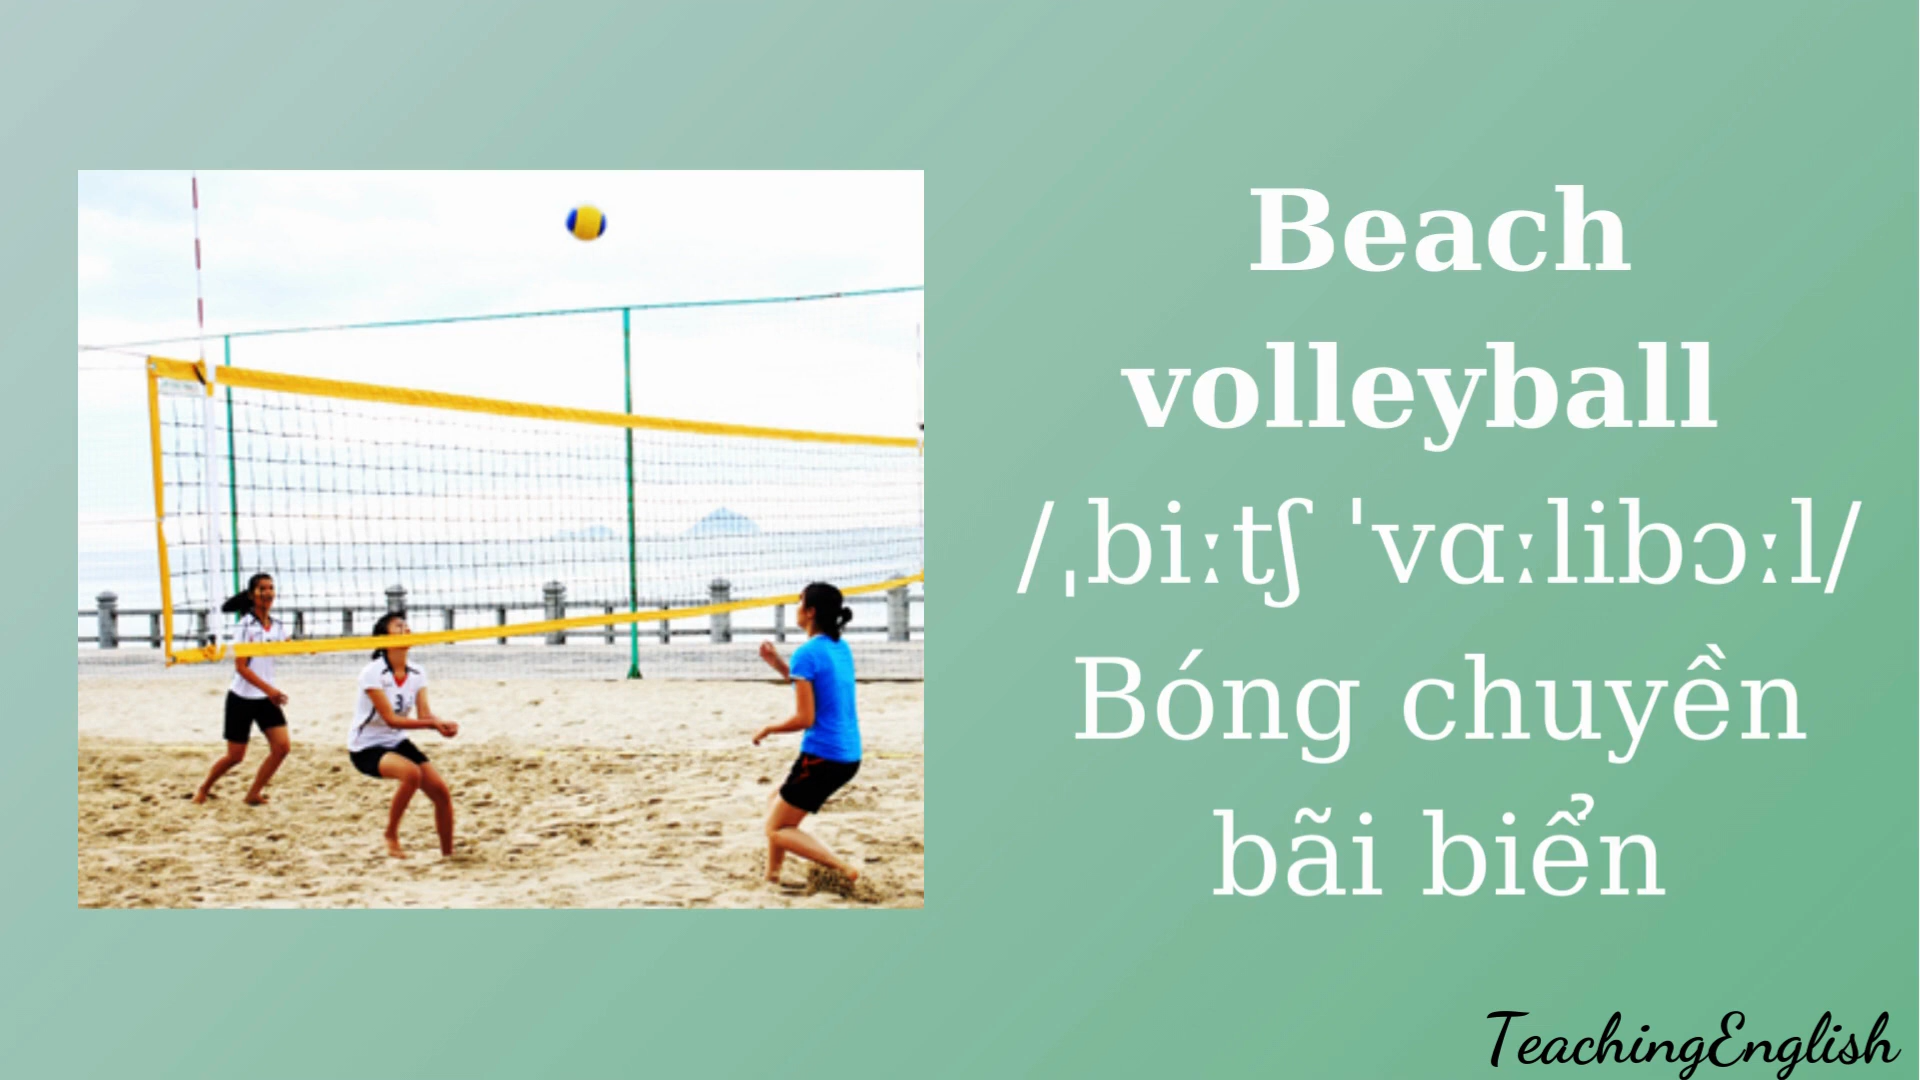 Beach
volleyball
/ˌbiːtʃ ˈvɑːlibɔːl/
Bóng chuyền
bãi biển
TeachingEnglish